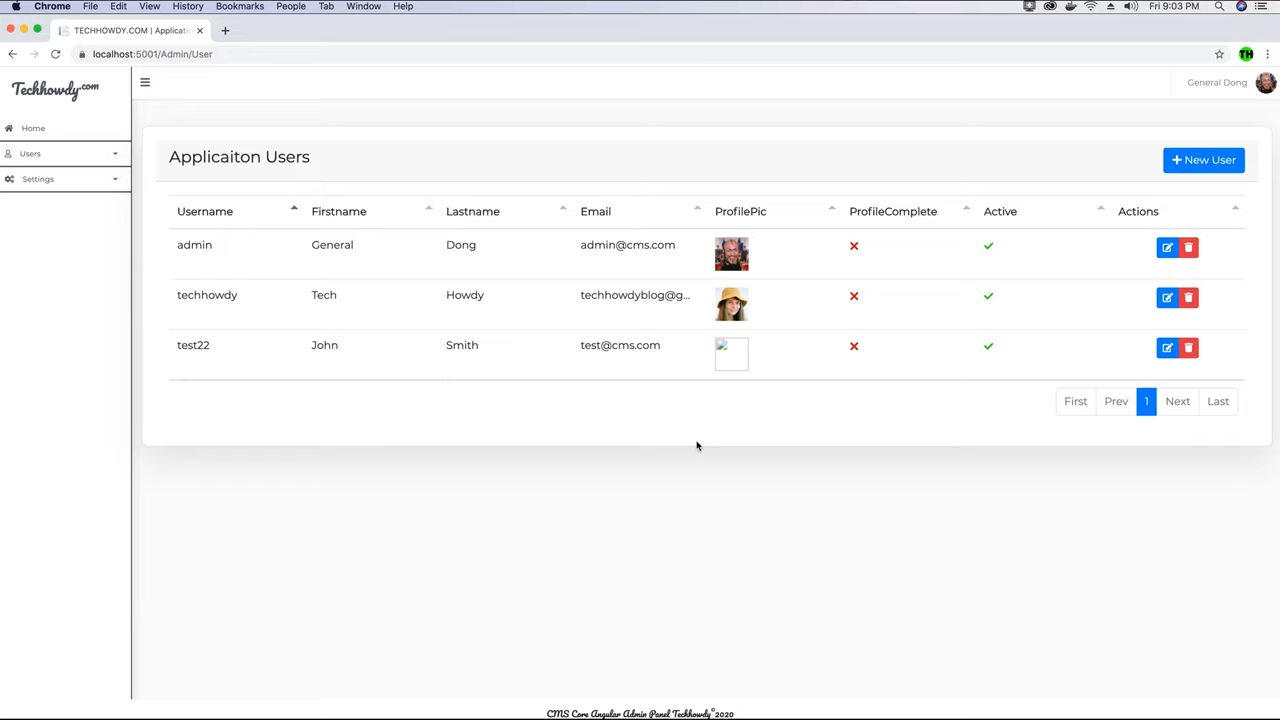 Chrome File Edit View History Bookmarks People Tab Window Help Fri 9:03 PM
TECHHOWDY.COM | Applicati
localhost:5001/Admin/User
TH
Techhowdy.com
General Dong
Home
Users
Settings
Applicaiton Users
New User
Username Firstname Lastname Email ProfilePic ProfileComplete Active Actions
admin General Dong admin@cms.com
techhowdy Tech Howdy techhowdyblog@g...
test22 John Smith test@cms.com
First Prev 1 Next Last
CMS Core Angular Admin Panel Techhowdy©2020